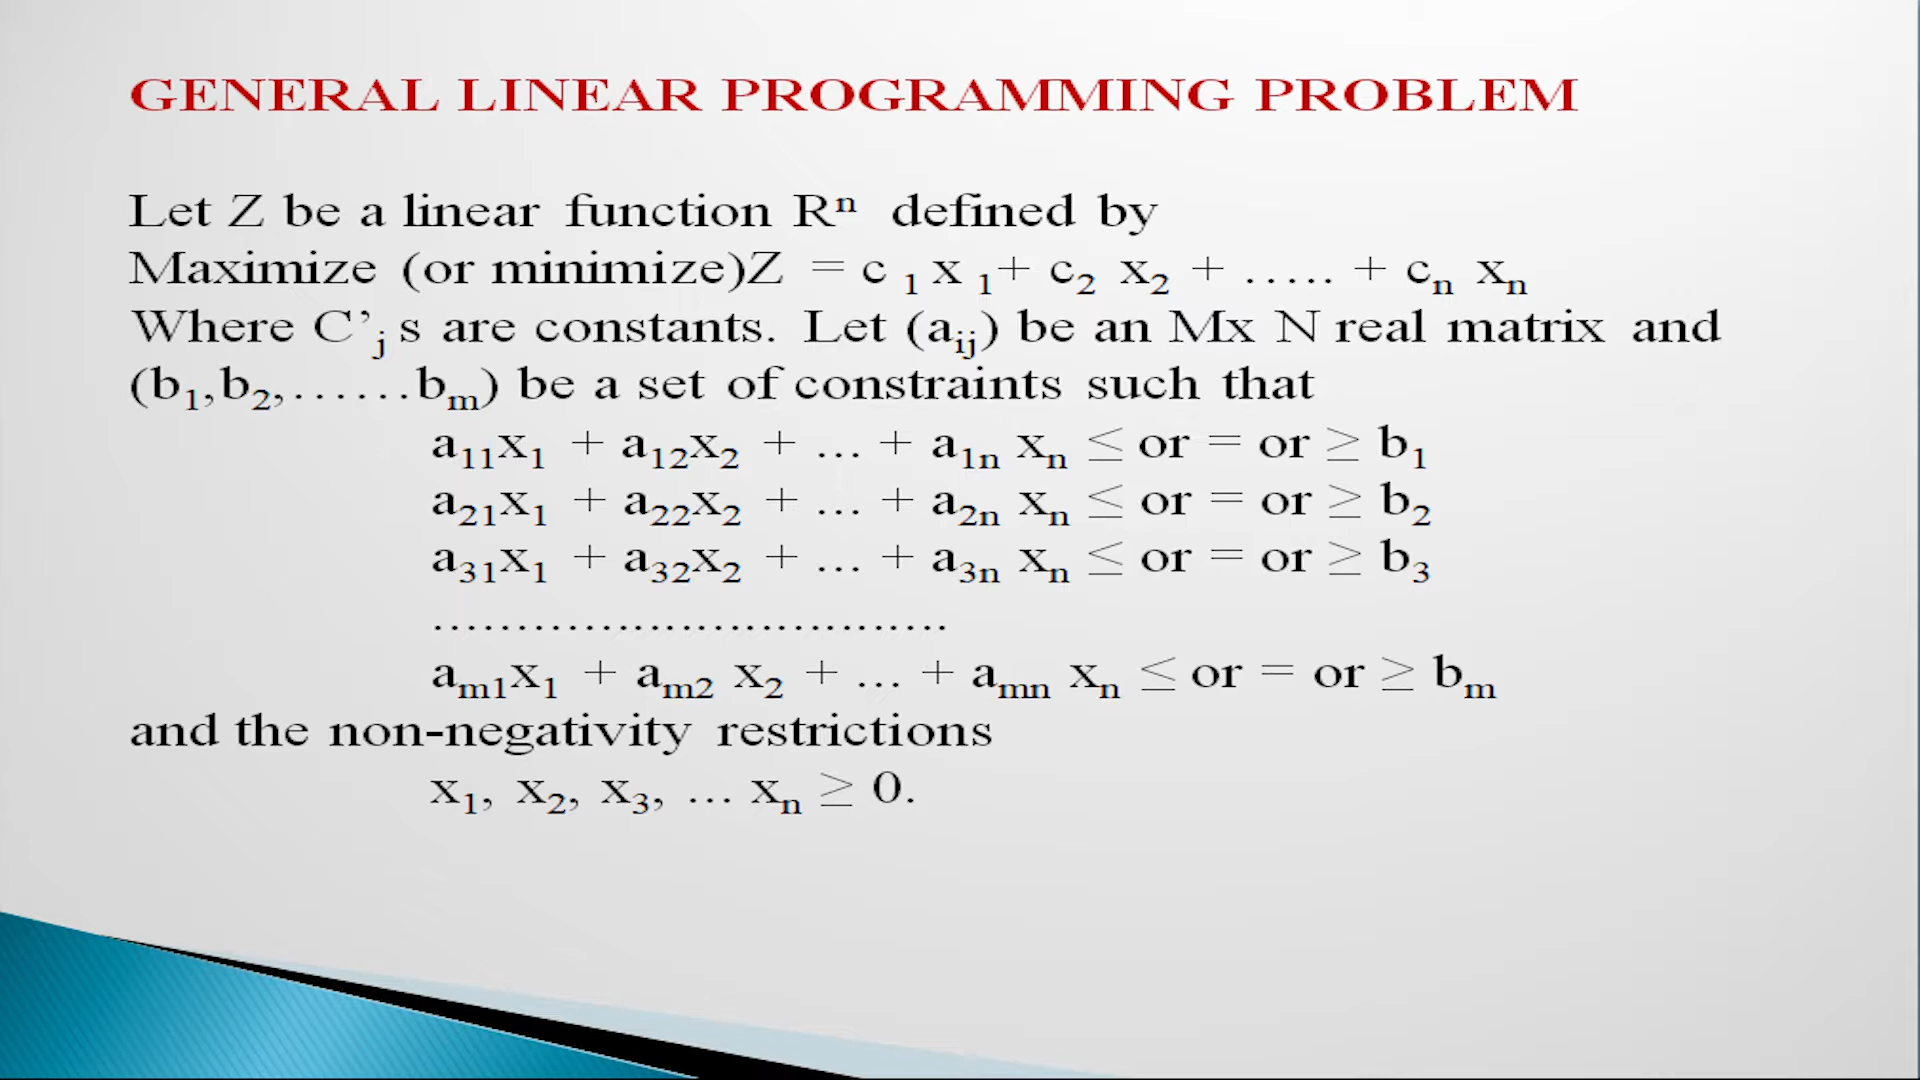 GENERAL LINEAR PROGRAMMING PROBLEM
Let Z be a linear function Rⁿ defined by
Maximize (or minimize)Z = c ₁ x ₁+ c₂ x₂ + ..... + cₙ xₙ
Where C’ⱼ s are constants. Let (aᵢⱼ) be an Mx N real matrix and
(b₁,b₂,......bₘ) be a set of constraints such that
a₁₁x₁ + a₁₂x₂ + ... + a₁ₙ xₙ ≤ or = or ≥ b₁
a₂₁x₁ + a₂₂x₂ + ... + a₂ₙ xₙ ≤ or = or ≥ b₂
a₃₁x₁ + a₃₂x₂ + ... + a₃ₙ xₙ ≤ or = or ≥ b₃
...............................
aₘ₁x₁ + aₘ₂ x₂ + ... + aₘₙ xₙ ≤ or = or ≥ bₘ
and the non-negativity restrictions
x₁, x₂, x₃, ... xₙ ≥ 0.